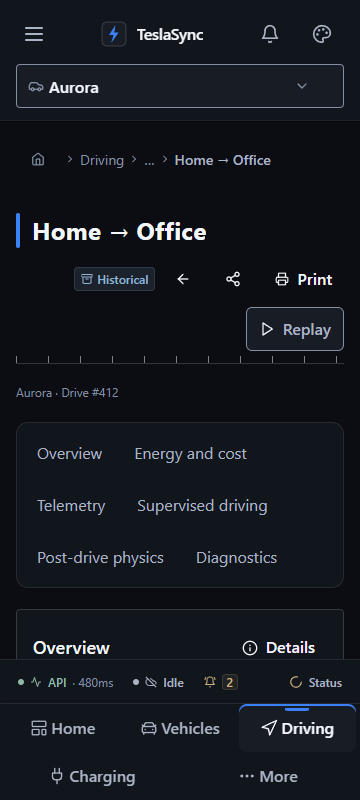 TeslaSync
Aurora
Driving ... Home → Office
Home → Office
Historical Print
Replay
Aurora · Drive #412
Overview Energy and cost
Telemetry Supervised driving
Post-drive physics Diagnostics
Overview Details
API · 480ms Idle 2 Status
Home Vehicles Driving
Charging More